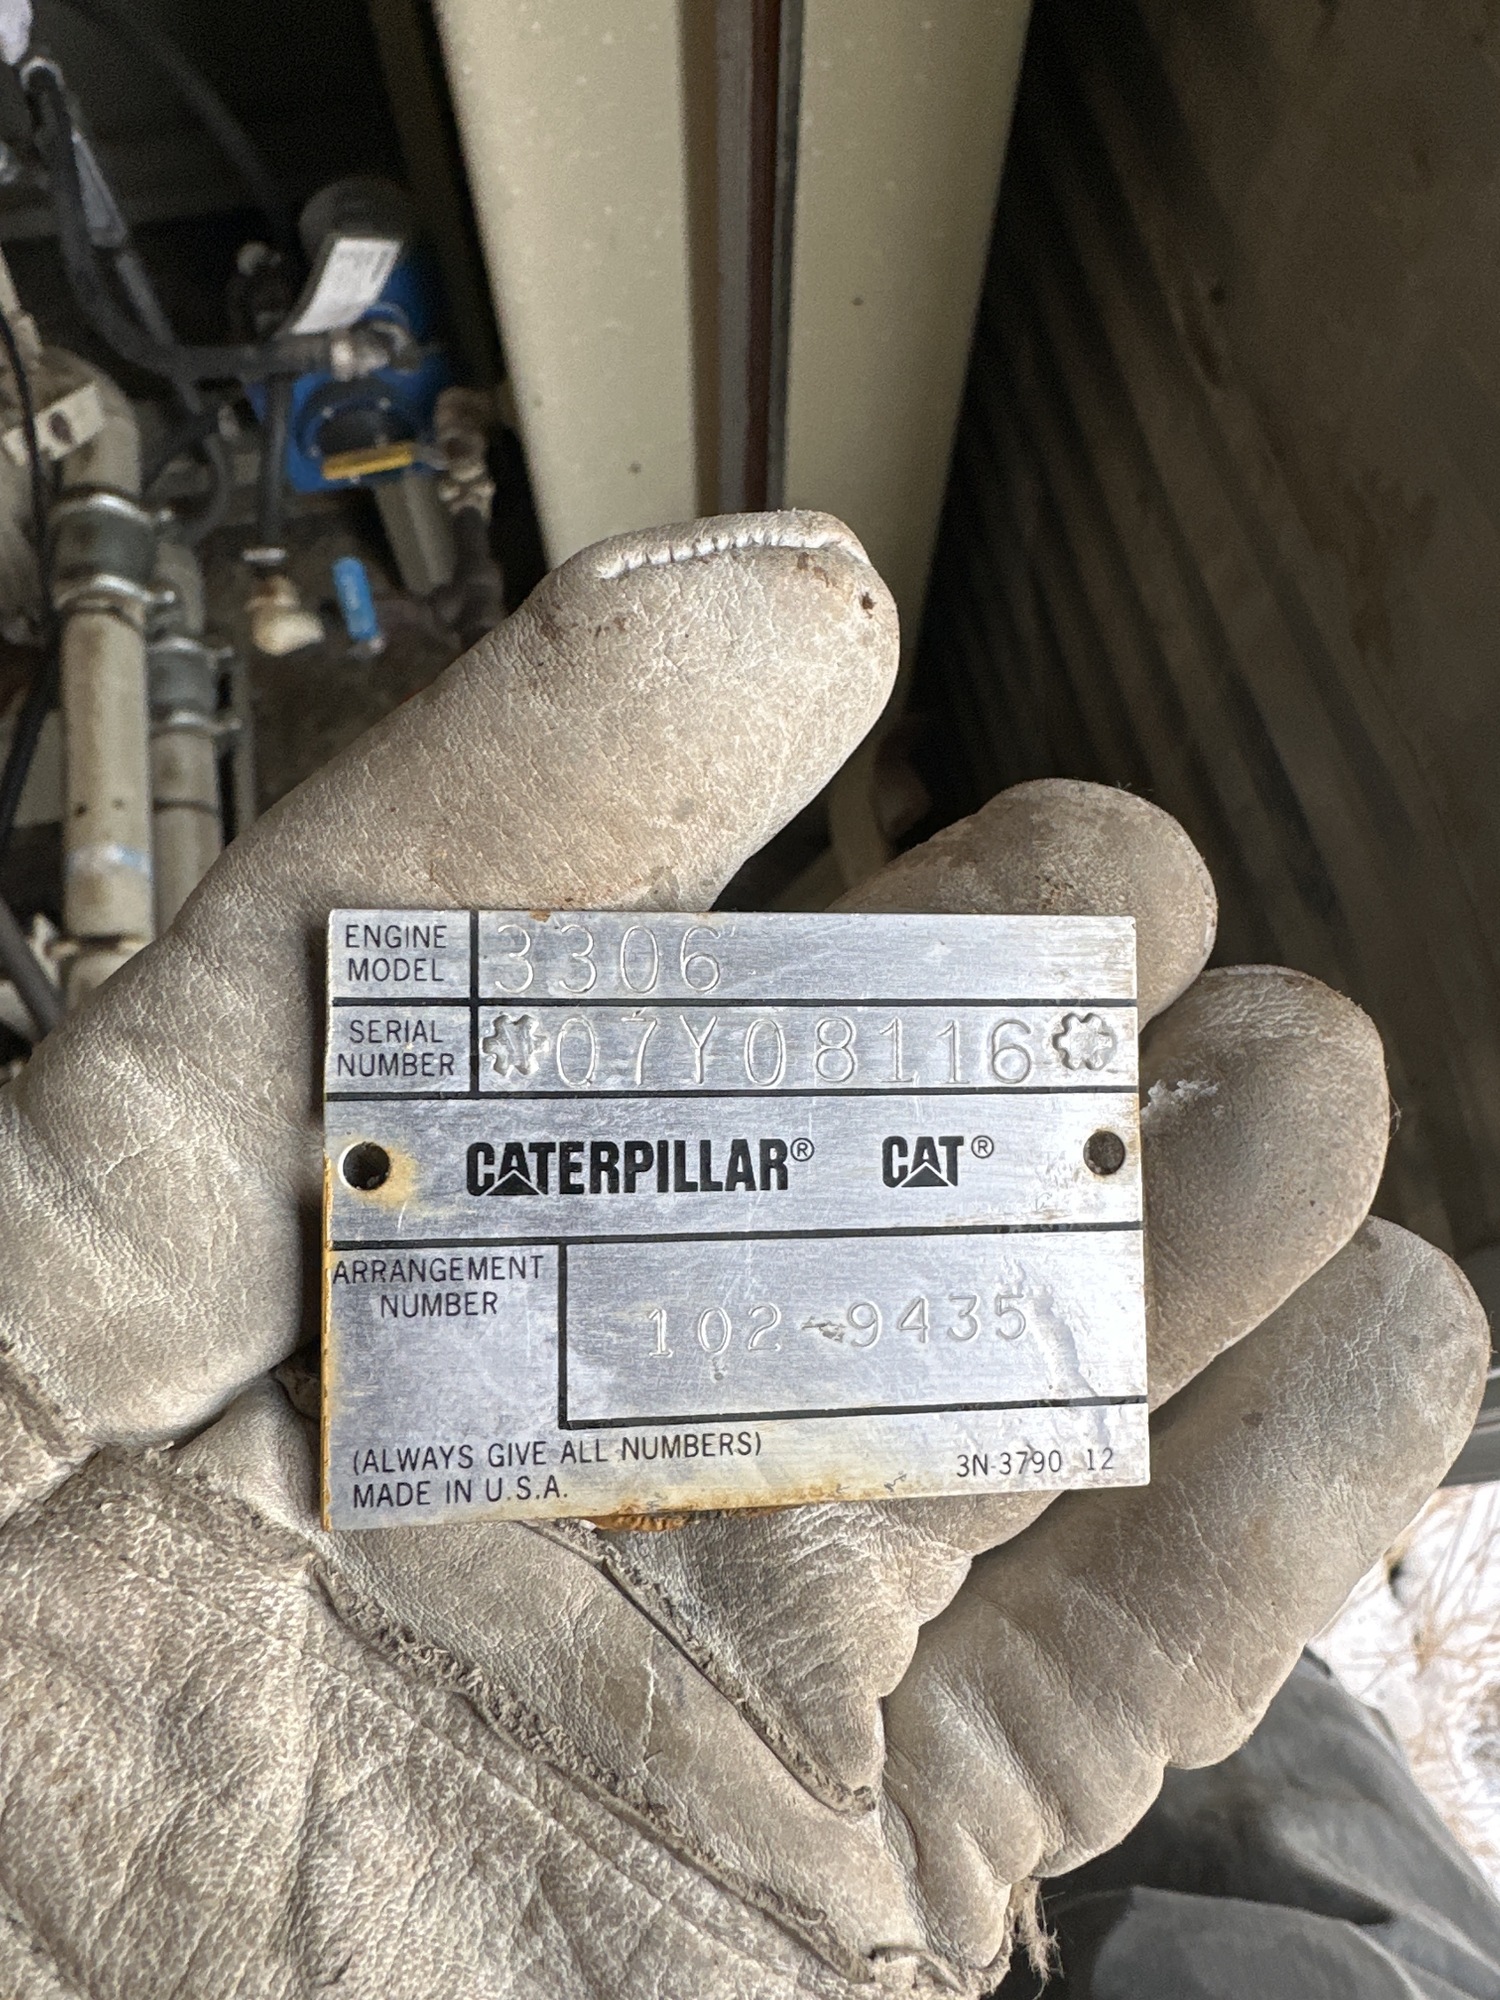 ENGINE MODEL 3306
SERIAL NUMBER 07Y08116
CATERPILLAR® CAT®
ARRANGEMENT NUMBER 102-9435
(ALWAYS GIVE ALL NUMBERS)
MADE IN U.S.A. 3N-3790 12